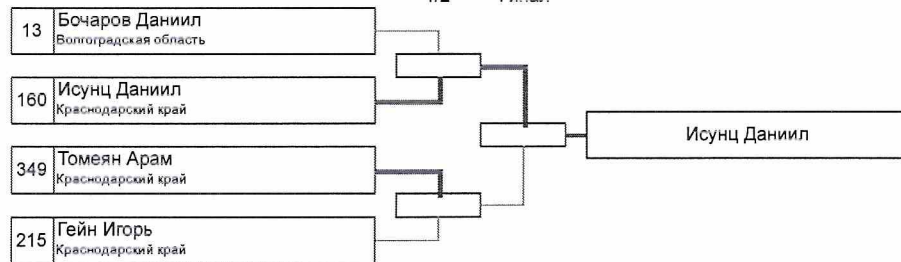 13 Бочаров Даниил
Волгоградская область
160 Исунц Даниил
Краснодарский край
Исунц Даниил
349 Томеян Арам
Краснодарский край
215 Гейн Игорь
Краснодарский край